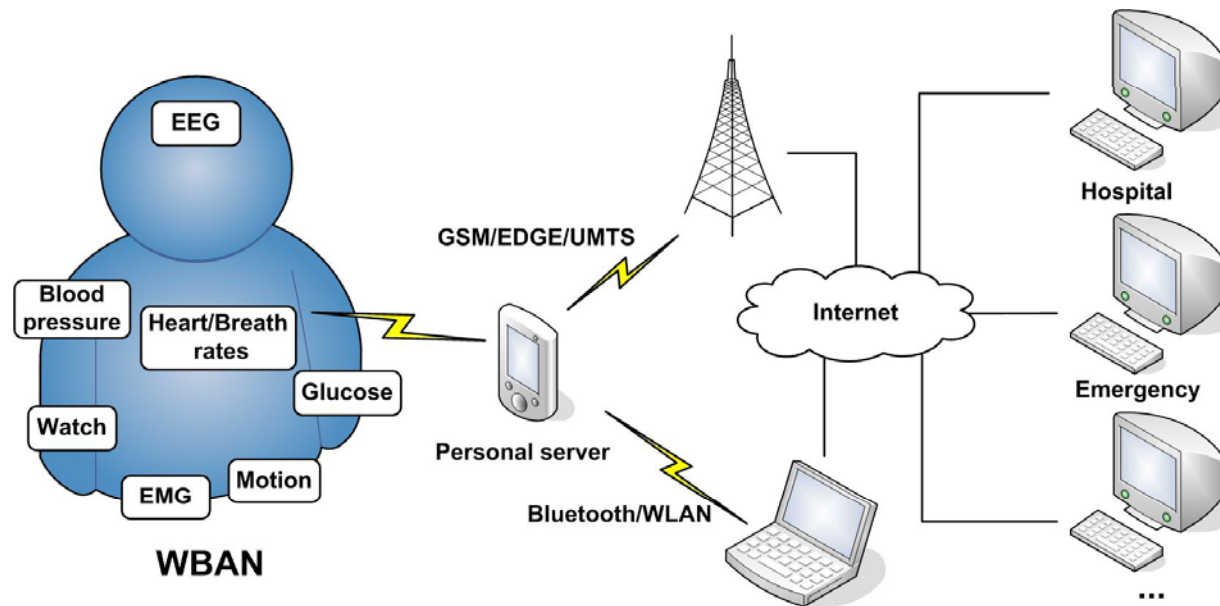 EEG
Blood
pressure
Heart/Breath
rates
Glucose
Watch
Motion
EMG
WBAN
GSM/EDGE/UMTS
Personal server
Bluetooth/WLAN
Internet
Hospital
Emergency
...